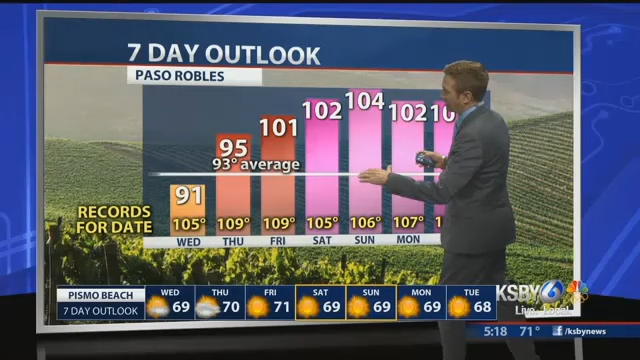 7 DAY OUTLOOK
PASO ROBLES
91 95 101 102 104 102 10
93° average
RECORDS
FOR DATE
105° 109° 109° 105° 106° 107°
WED THU FRI SAT SUN MON
PISMO BEACH
7 DAY OUTLOOK
WED THU FRI SAT SUN MON TUE
69 70 71 69 69 69 68
KSBY 6
Live. Local.
5:18 71° f /ksbynews